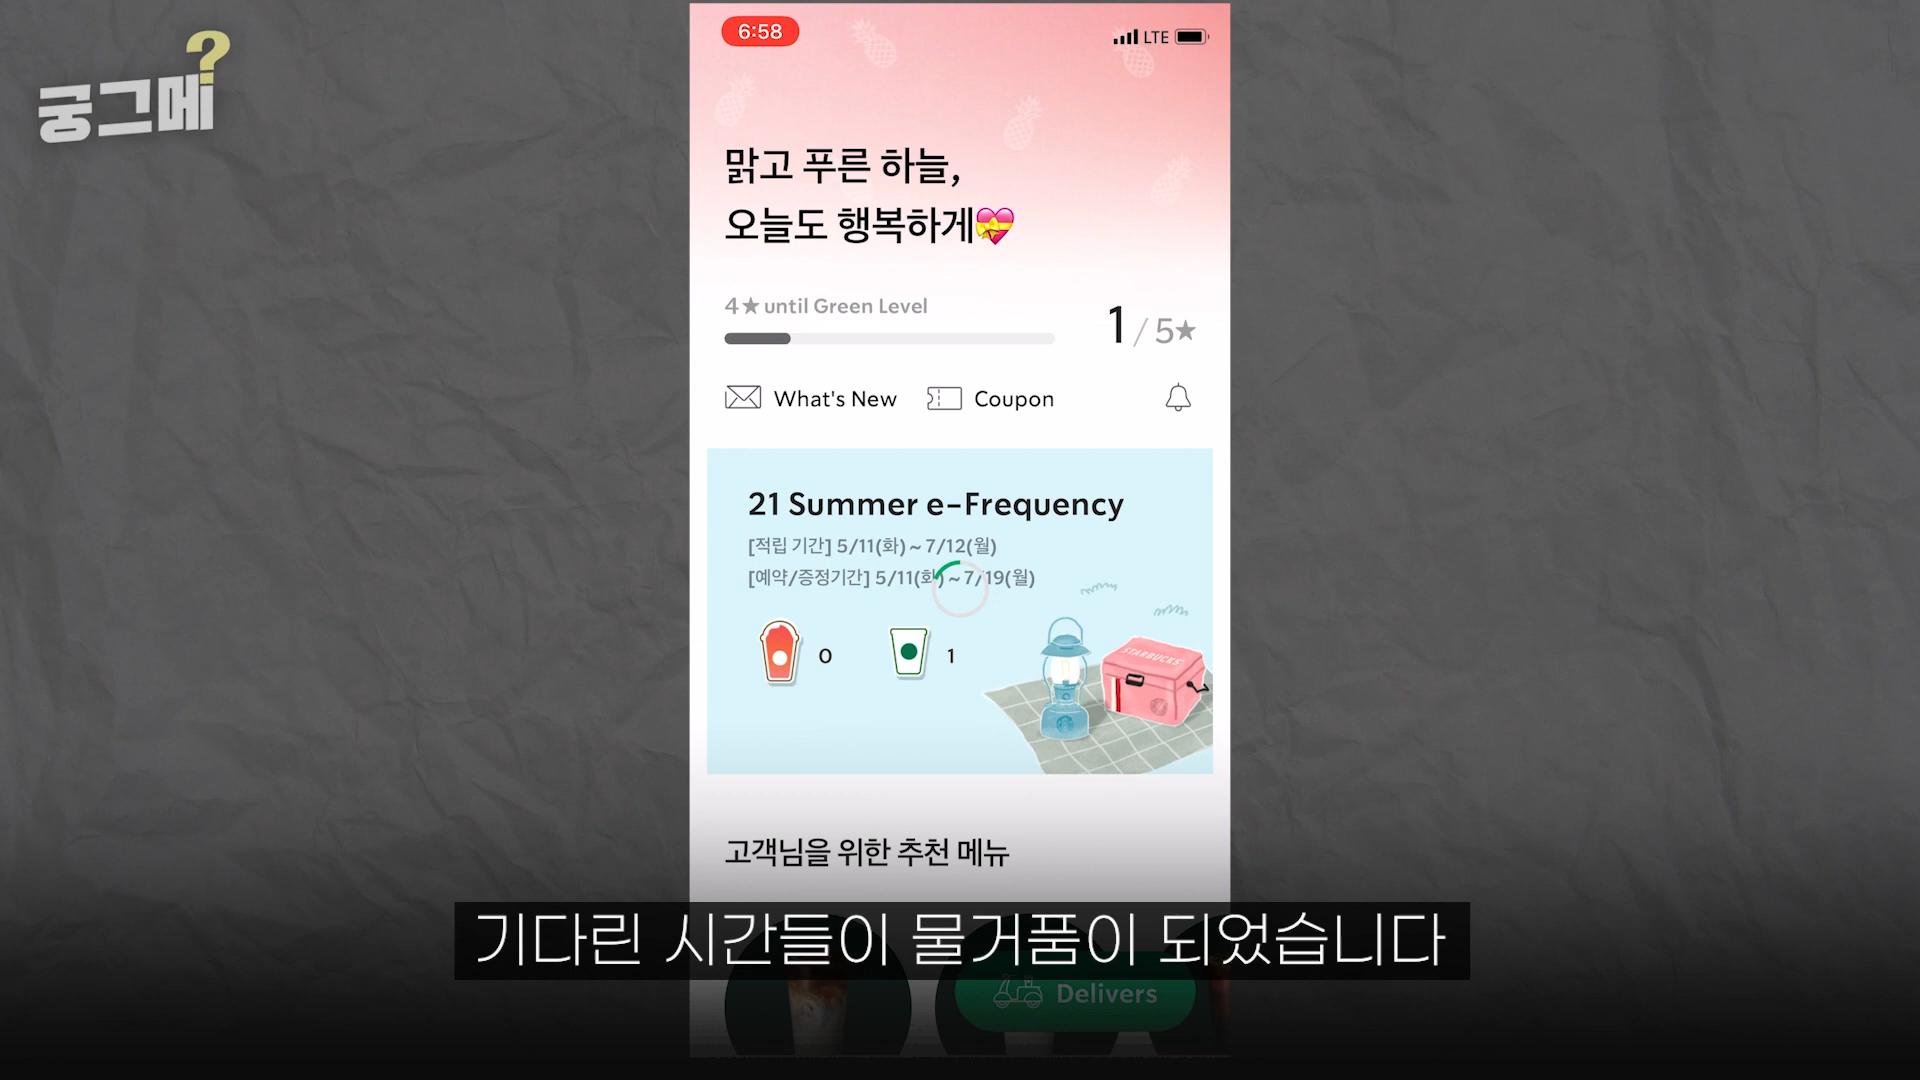 궁그메?
6:58
LTE
맑고 푸른 하늘,
오늘도 행복하게💝
4★ until Green Level
1 / 5★
What's New
Coupon
21 Summer e-Frequency
[적립 기간] 5/11(화) ~ 7/12(월)
[예약/증정기간] 5/11(화) ~ 7/19(월)
0
1
STARBUCKS
고객님을 위한 추천 메뉴
기다린 시간들이 물거품이 되었습니다
Delivers